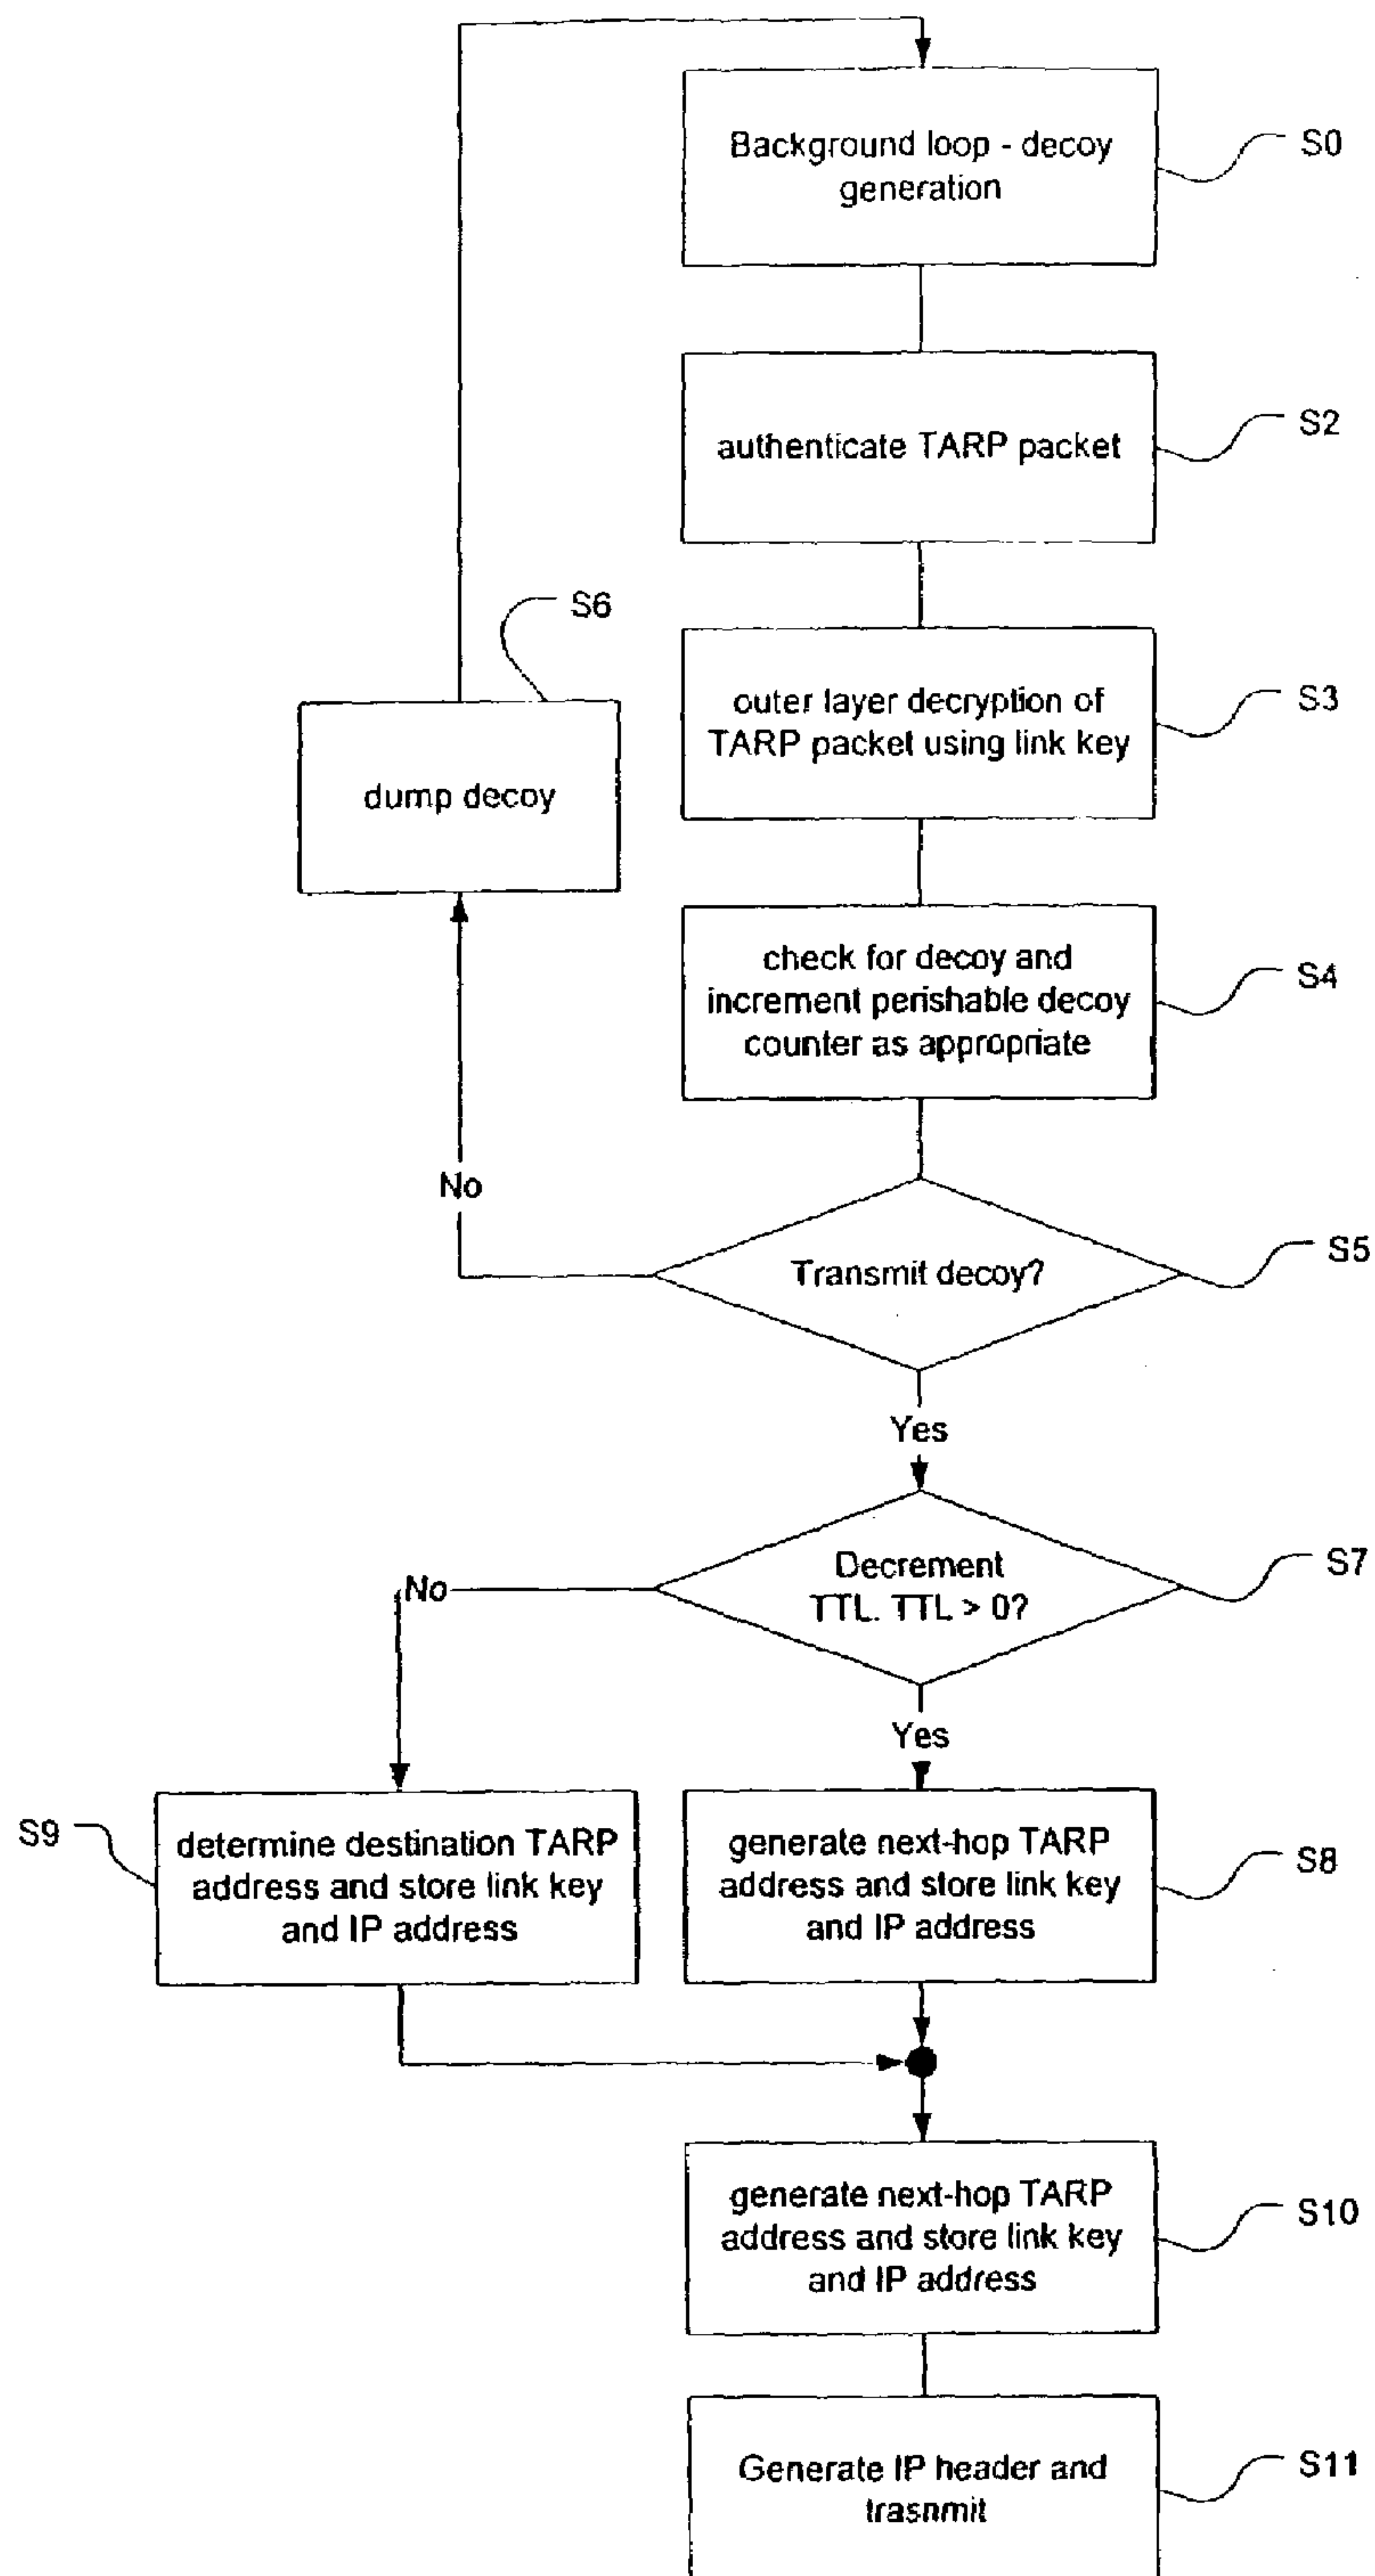 Background loop - decoy
generation
S0
authenticate TARP packet
S2
S6
outer layer decryption of
TARP packet using link key
S3
dump decoy
check for decoy and
increment perishable decoy
counter as appropriate
S4
No
Transmit decoy?
S5
Yes
Decrement
TTL. TTL > 0?
S7
No
Yes
S9
determine destination TARP
address and store link key
and IP address
generate next-hop TARP
address and store link key
and IP address
S8
generate next-hop TARP
address and store link key
and IP address
S10
Generate IP header and
trasnmit
S11